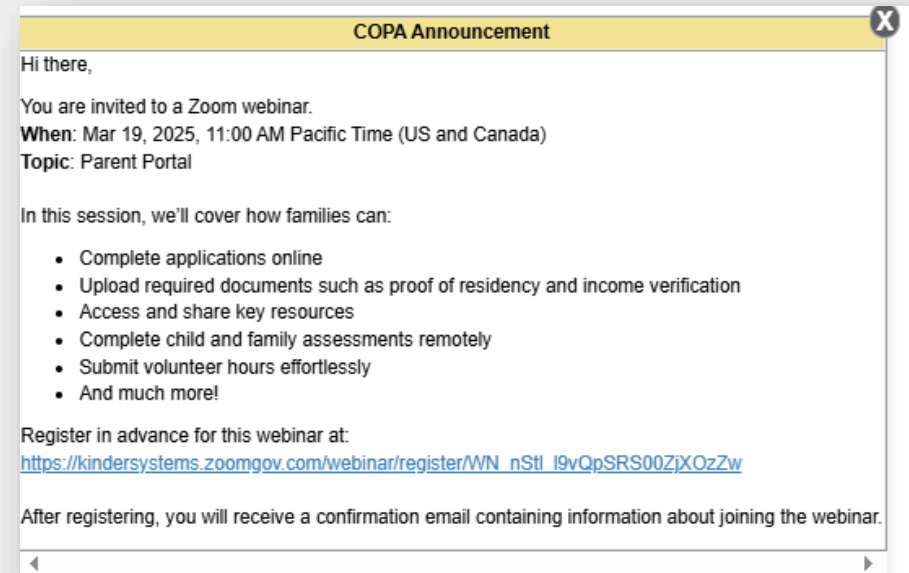 COPA Announcement
X
Hi there,
You are invited to a Zoom webinar.
When: Mar 19, 2025, 11:00 AM Pacific Time (US and Canada)
Topic: Parent Portal
In this session, we’ll cover how families can:
• Complete applications online
• Upload required documents such as proof of residency and income verification
• Access and share key resources
• Complete child and family assessments remotely
• Submit volunteer hours effortlessly
• And much more!
Register in advance for this webinar at:
https://kindersystems.zoomgov.com/webinar/register/WN_nStI_I9vQpSRS00ZjXOzZw
After registering, you will receive a confirmation email containing information about joining the webinar.